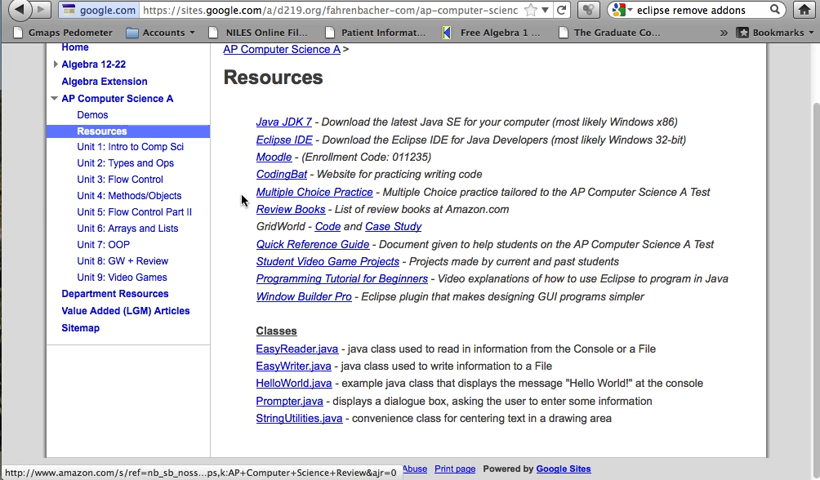 google.com
https://sites.google.com/a/d219.org/fahrenbacher-com/ap-computer-scienc
eclipse remove addons
Gmaps Pedometer
Accounts
NILES Online Fil...
Patient Informat...
Free Algebra 1 ...
The Graduate Co...
»
Bookmarks
Home
Algebra 12-22
Algebra Extension
AP Computer Science A
Demos
Resources
Unit 1: Intro to Comp Sci
Unit 2: Types and Ops
Unit 3: Flow Control
Unit 4: Methods/Objects
Unit 5: Flow Control Part II
Unit 6: Arrays and Lists
Unit 7: OOP
Unit 8: GW + Review
Unit 9: Video Games
Department Resources
Value Added (LGM) Articles
Sitemap
AP Computer Science A >
Resources
Java JDK 7 - Download the latest Java SE for your computer (most likely Windows x86)
Eclipse IDE - Download the Eclipse IDE for Java Developers (most likely Windows 32-bit)
Moodle - (Enrollment Code: 011235)
CodingBat - Website for practicing writing code
Multiple Choice Practice - Multiple Choice practice tailored to the AP Computer Science A Test
Review Books - List of review books at Amazon.com
GridWorld - Code and Case Study
Quick Reference Guide - Document given to help students on the AP Computer Science A Test
Student Video Game Projects - Projects made by current and past students
Programming Tutorial for Beginners - Video explanations of how to use Eclipse to program in Java
Window Builder Pro - Eclipse plugin that makes designing GUI programs simpler
Classes
EasyReader.java - java class used to read in information from the Console or a File
EasyWriter.java - java class used to write information to a File
HelloWorld.java - example java class that displays the message "Hello World!" at the console
Prompter.java - displays a dialogue box, asking the user to enter some information
StringUtilities.java - convenience class for centering text in a drawing area
http://www.amazon.com/s/ref=nb_sb_noss...ps,k:AP+Computer+Science+Review&ajr=0
Abuse Print page Powered by Google Sites